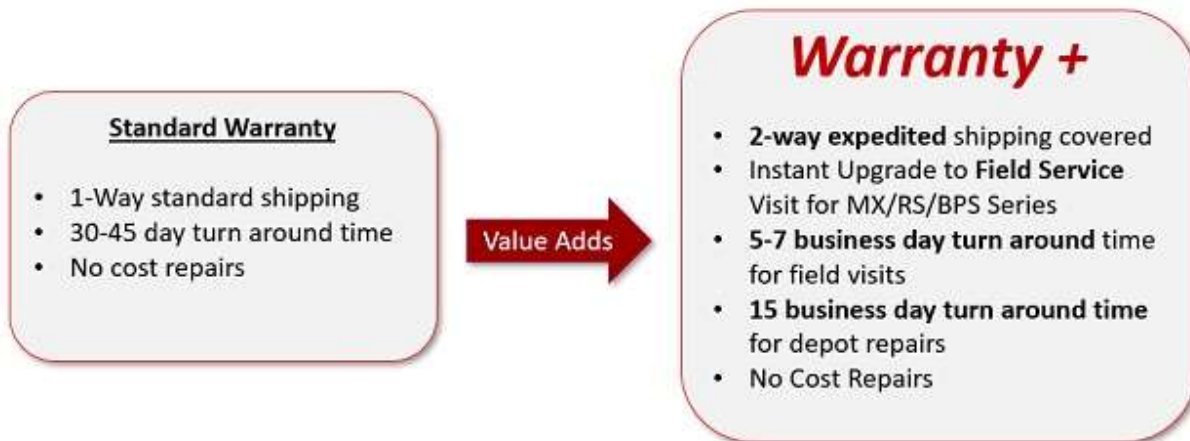 Standard Warranty
• 1-Way standard shipping
• 30-45 day turn around time
• No cost repairs
Value Adds
Warranty +
• 2-way expedited shipping covered
• Instant Upgrade to Field Service
Visit for MX/RS/BPS Series
• 5-7 business day turn around time
for field visits
• 15 business day turn around time
for depot repairs
• No Cost Repairs